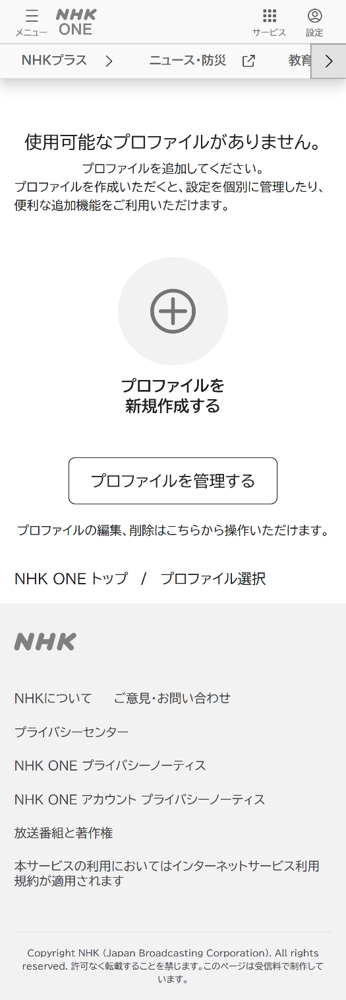 メニュー
NHK
ONE
サービス
設定
NHKプラス
ニュース・防災
教育
使用可能なプロファイルがありません。
プロファイルを追加してください。
プロファイルを作成いただくと、設定を個別に管理したり、
便利な追加機能をご利用いただけます。
プロファイルを
新規作成する
プロファイルを管理する
プロファイルの編集、削除はこちらから操作いただけます。
NHK ONE トップ / プロファイル選択
NHK
NHKについて ご意見・お問い合わせ
プライバシーセンター
NHK ONE プライバシーノーティス
NHK ONE アカウント プライバシーノーティス
放送番組と著作権
本サービスの利用においてはインターネットサービス利用
規約が適用されます
Copyright NHK (Japan Broadcasting Corporation). All rights
reserved. 許可なく転載することを禁じます。このページは受信料で制作して
います。